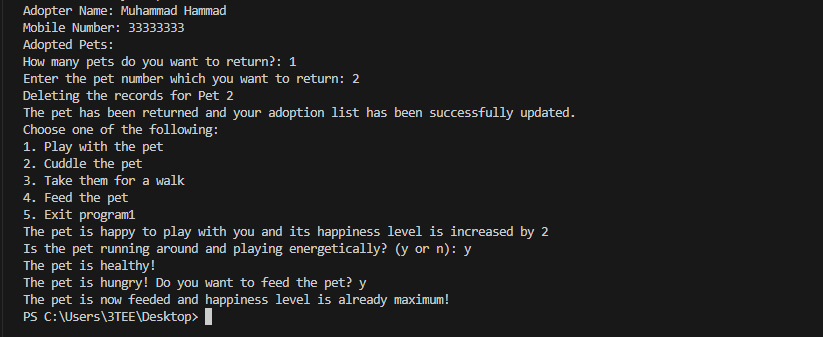 Adopter Name: Muhammad Hammad
Mobile Number: 33333333
Adopted Pets:
How many pets do you want to return?: 1
Enter the pet number which you want to return: 2
Deleting the records for Pet 2
The pet has been returned and your adoption list has been successfully updated.
Choose one of the following:
1. Play with the pet
2. Cuddle the pet
3. Take them for a walk
4. Feed the pet
5. Exit program1
The pet is happy to play with you and its happiness level is increased by 2
Is the pet running around and playing energetically? (y or n): y
The pet is healthy!
The pet is hungry! Do you want to feed the pet? y
The pet is now feeded and happiness level is already maximum!
PS C:\Users\3TEE\Desktop>